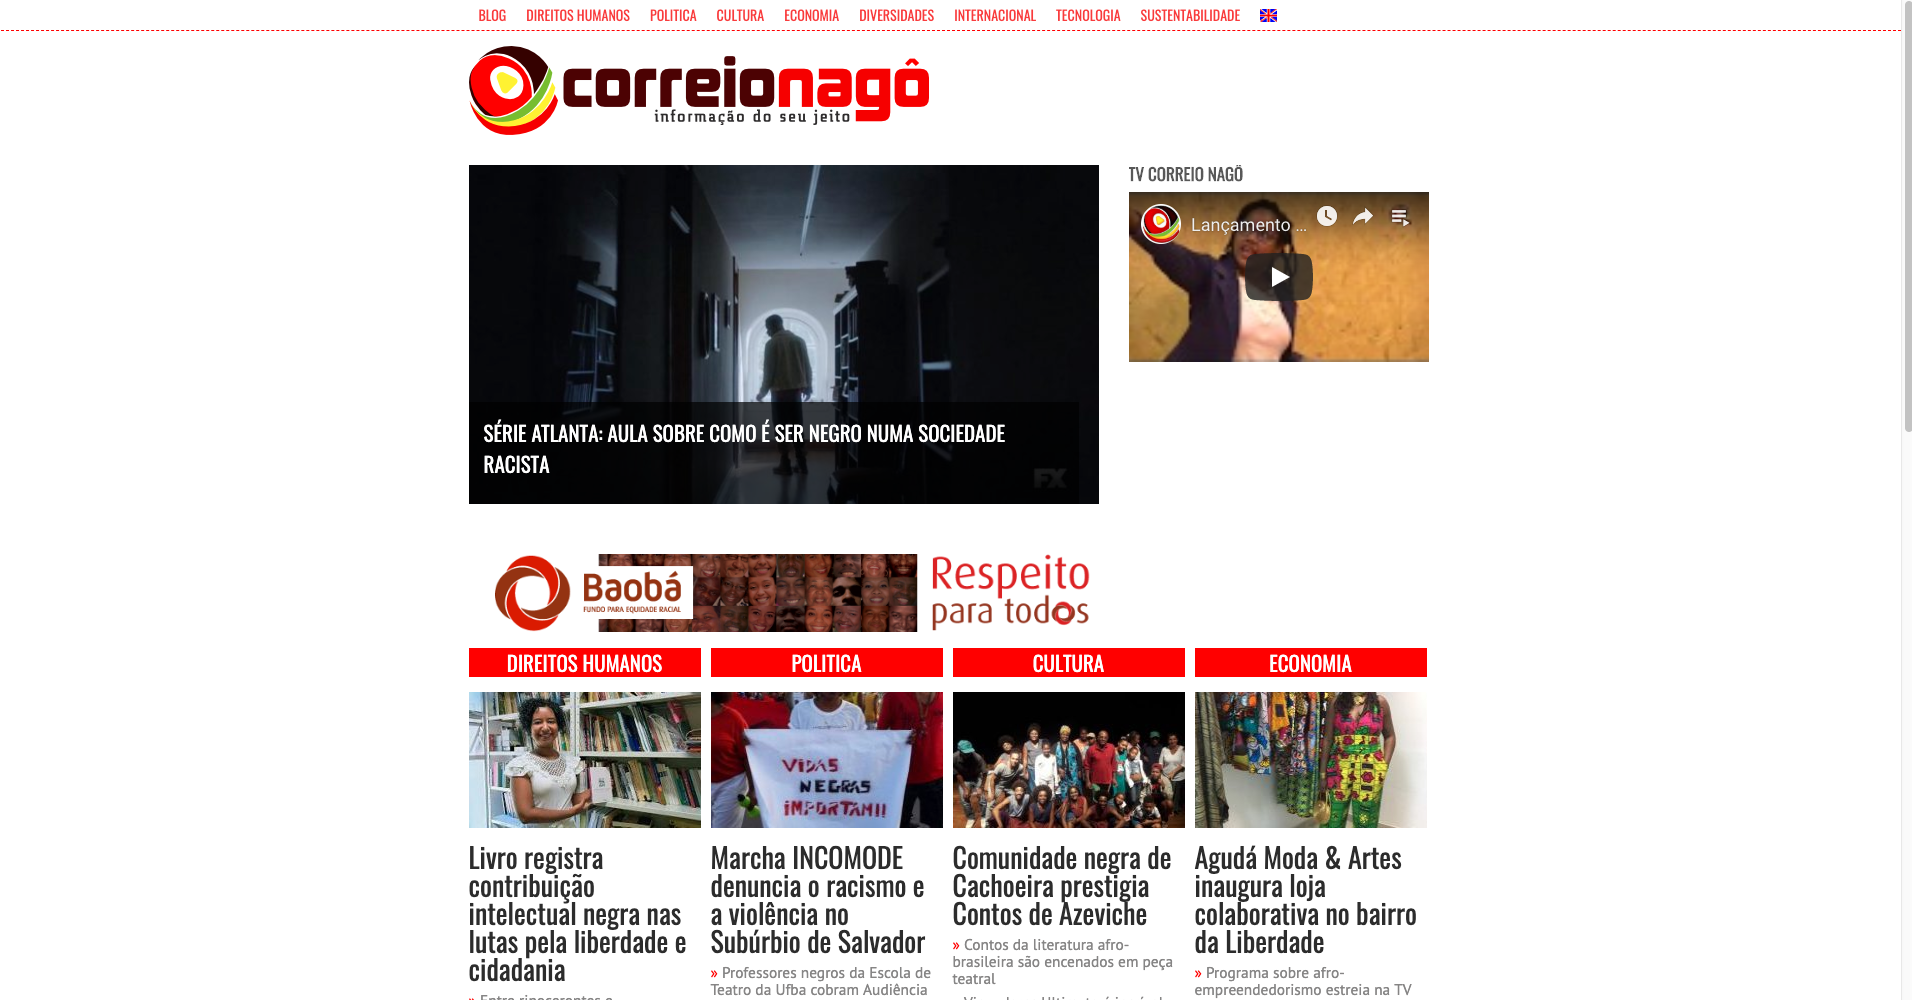 BLOG DIREITOS HUMANOS POLITICA CULTURA ECONOMIA DIVERSIDADES INTERNACIONAL TECNOLOGIA SUSTENTABILIDADE
correionagô
informação do seu jeito
TV CORREIO NAGÔ
Lançamento ...
SÉRIE ATLANTA: AULA SOBRE COMO É SER NEGRO NUMA SOCIEDADE
RACISTA
FX
Baobá
FUNDO PARA EQUIDADE RACIAL
Respeito
para todos
DIREITOS HUMANOS
Livro registra
contribuição
intelectual negra nas
lutas pela liberdade e
cidadania
POLITICA
VIDAS
NEGRAS
IMPORTAM!!
Marcha INCOMODE
denuncia o racismo e
a violência no
Subúrbio de Salvador
» Professores negros da Escola de
Teatro da Ufba cobram Audiência
CULTURA
Comunidade negra de
Cachoeira prestigia
Contos de Azeviche
» Contos da literatura afro-
brasileira são encenados em peça
teatral
ECONOMIA
Agudá Moda & Artes
inaugura loja
colaborativa no bairro
da Liberdade
» Programa sobre afro-
empreendedorismo estreia na TV